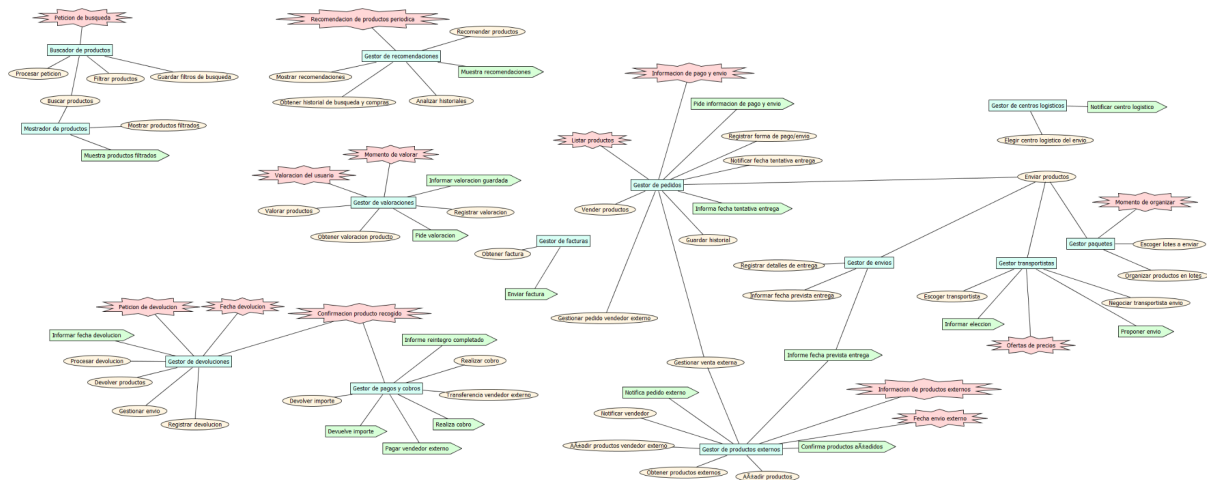 Peticion de busqueda
Buscador de productos
Procesar peticion
Filtrar productos
Guardar filtros de busqueda
Buscar productos
Mostrador de productos
Mostrar productos filtrados
Muestra productos filtrados
Recomendacion de productos periodica
Recomendar productos
Gestor de recomendaciones
Mostrar recomendaciones
Muestra recomendaciones
Obtener historial de busqueda y compras
Analizar historiales
Momento de valorar
Valoracion del usuario
Informar valoracion guardada
Gestor de valoraciones
Valorar productos
Registrar valoracion
Obtener valoracion producto
Pide valoracion
Gestor de facturas
Obtener factura
Enviar factura
Informacion de pago y envio
Pide informacion de pago y envio
Listar productos
Registrar forma de pago/envio
Notificar fecha tentativa entrega
Gestor de pedidos
Vender productos
Informa fecha tentativa entrega
Guardar historial
Gestionar pedido vendedor externo
Gestionar venta externa
Gestor de centros logisticos
Notificar centro logistico
Elegir centro logistico del envio
Enviar productos
Momento de organizar
Gestor paquetes
Escoger lotes a enviar
Organizar productos en lotes
Gestor transportistas
Escoger transportista
Negociar transportista envio
Informar eleccion
Proponer envio
Ofertas de precios
Gestor de envios
Registrar detalles de entrega
Informar fecha prevista entrega
Informe fecha prevista entrega
Peticion de devolucion
Fecha devolucion
Confirmacion producto recogido
Informar fecha devolucion
Procesar devolucion
Gestor de devoluciones
Devolver productos
Gestionar envio
Registrar devolucion
Informe reintegro completado
Realizar cobro
Gestor de pagos y cobros
Devolver importe
Transferencia vendedor externo
Devuelve importe
Realiza cobro
Pagar vendedor externo
Informacion de productos externos
Notifica pedido externo
Notificar vendedor
Fecha envio externo
AÃ±adir productos vendedor externo
Gestor de productos externos
Confirma productos aÃ±adidos
Obtener productos externos
AÃ±adir productos